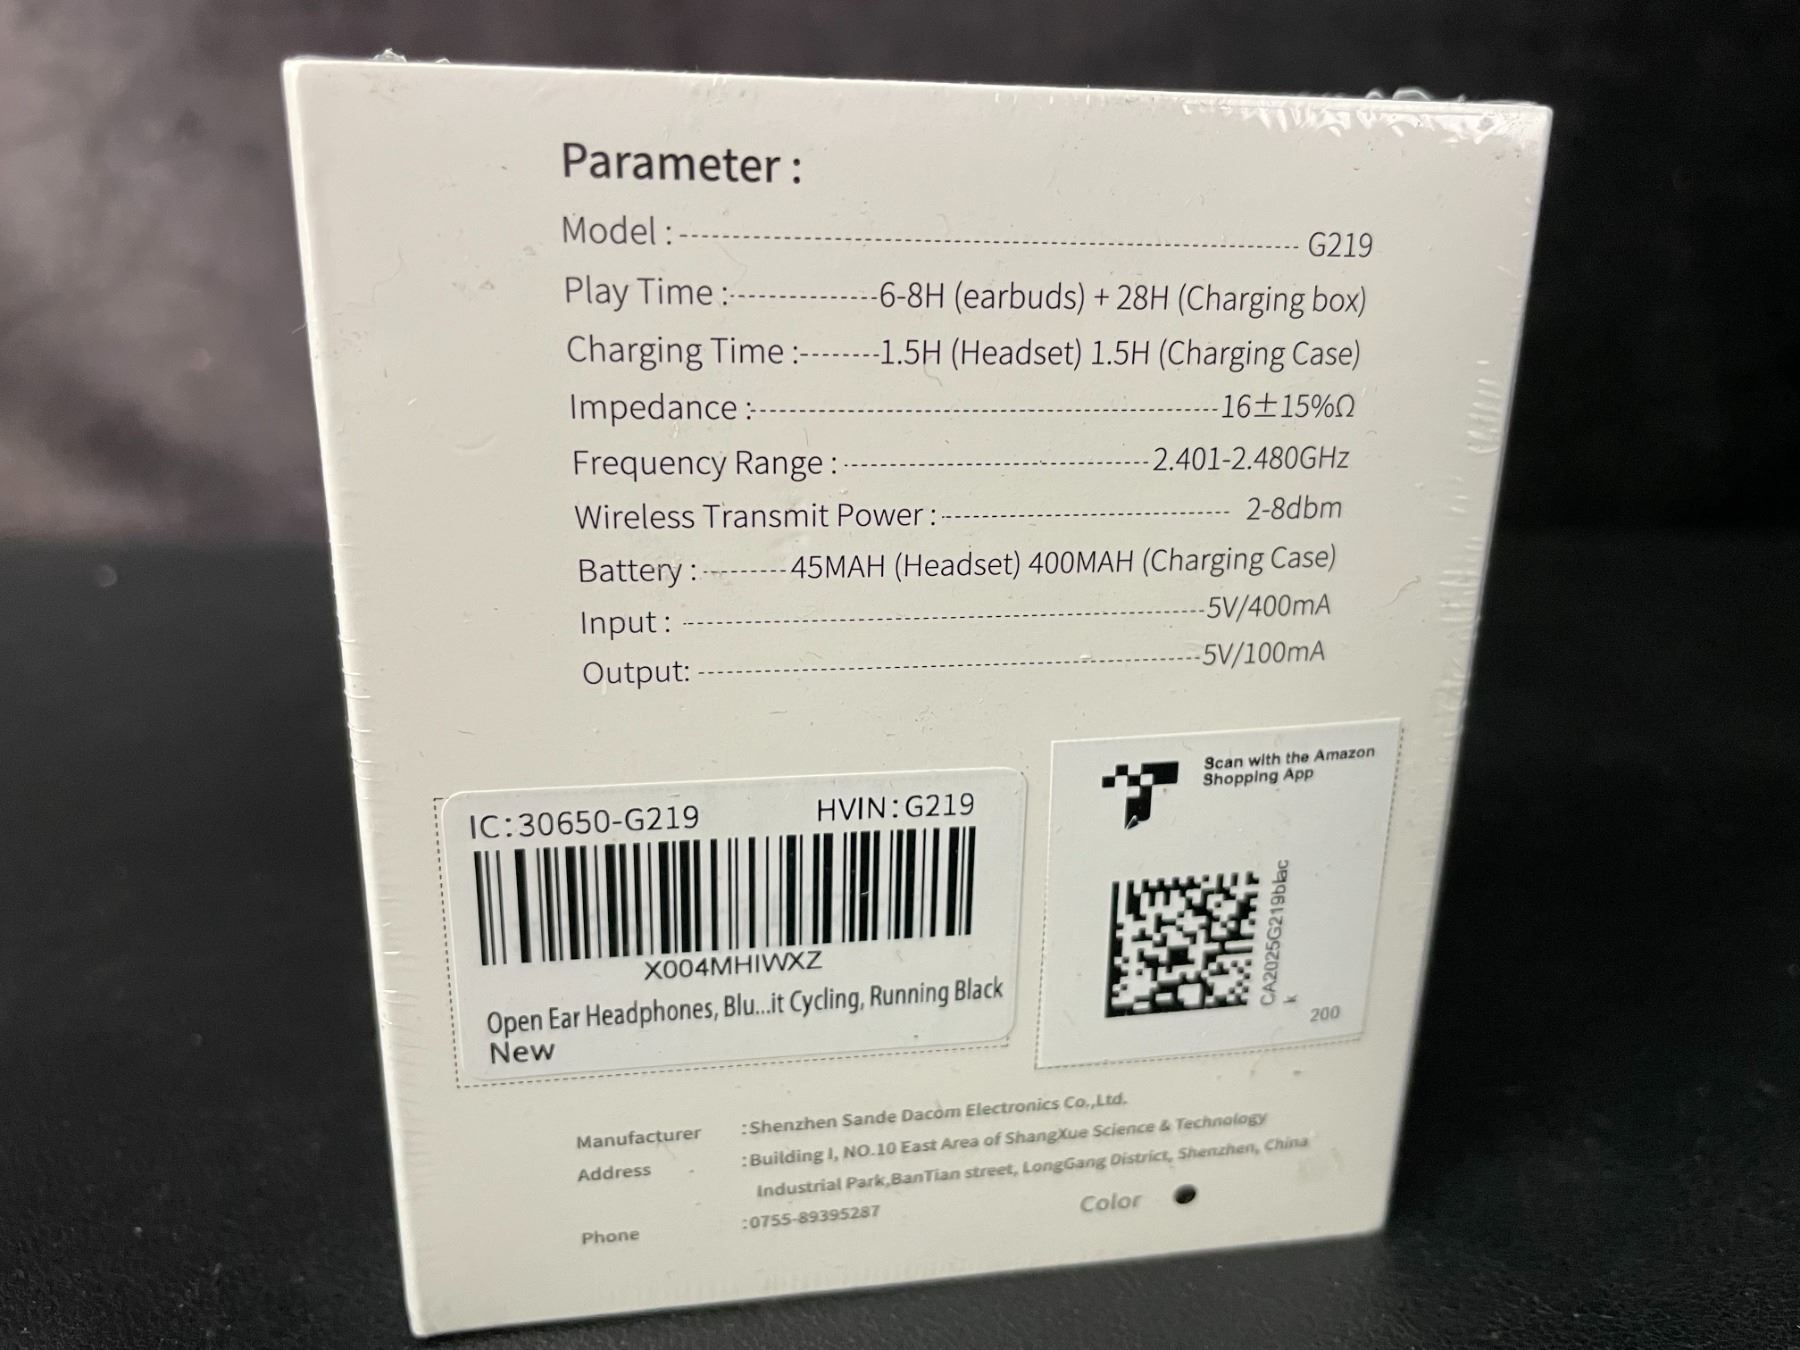 Parameter :
Model : G219
Play Time : 6-8H (earbuds) + 28H (Charging box)
Charging Time : 1.5H (Headset) 1.5H (Charging Case)
Impedance : 16±15%Ω
Frequency Range : 2.401-2.480GHz
Wireless Transmit Power : 2-8dbm
Battery : 45MAH (Headset) 400MAH (Charging Case)
Input : 5V/400mA
Output: 5V/100mA
IC:30650-G219 HVIN:G219
X004MHIWXZ
Open Ear Headphones, Blu...it Cycling, Running Black
New
Scan with the Amazon
Shopping App
CA2025G219blac
k
200
Manufacturer :Shenzhen Sande Dacom Electronics Co.,Ltd.
Address :Building I, NO.10 East Area of ShangXue Science & Technology
Industrial Park,BanTian street, LongGang District, Shenzhen, China
Phone :0755-89395287
Color